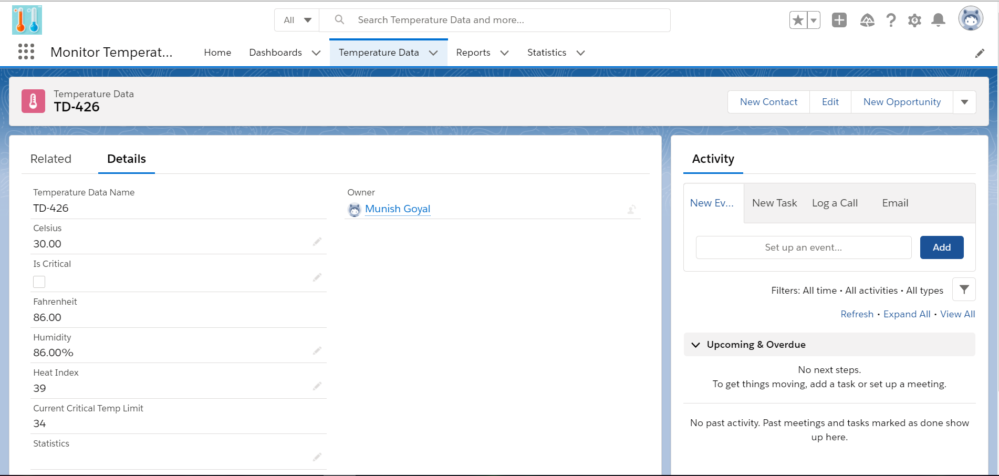 All
Search Temperature Data and more...
Monitor Temperat...
Home
Dashboards
Temperature Data
Reports
Statistics
Temperature Data
TD-426
New Contact
Edit
New Opportunity
Related
Details
Temperature Data Name
TD-426
Owner
Munish Goyal
Celsius
30.00
Is Critical
Fahrenheit
86.00
Humidity
86.00%
Heat Index
39
Current Critical Temp Limit
34
Statistics
Activity
New Ev...
New Task
Log a Call
Email
Set up an event...
Add
Filters: All time • All activities • All types
Refresh • Expand All • View All
Upcoming & Overdue
No next steps.
To get things moving, add a task or set up a meeting.
No past activity. Past meetings and tasks marked as done show
up here.